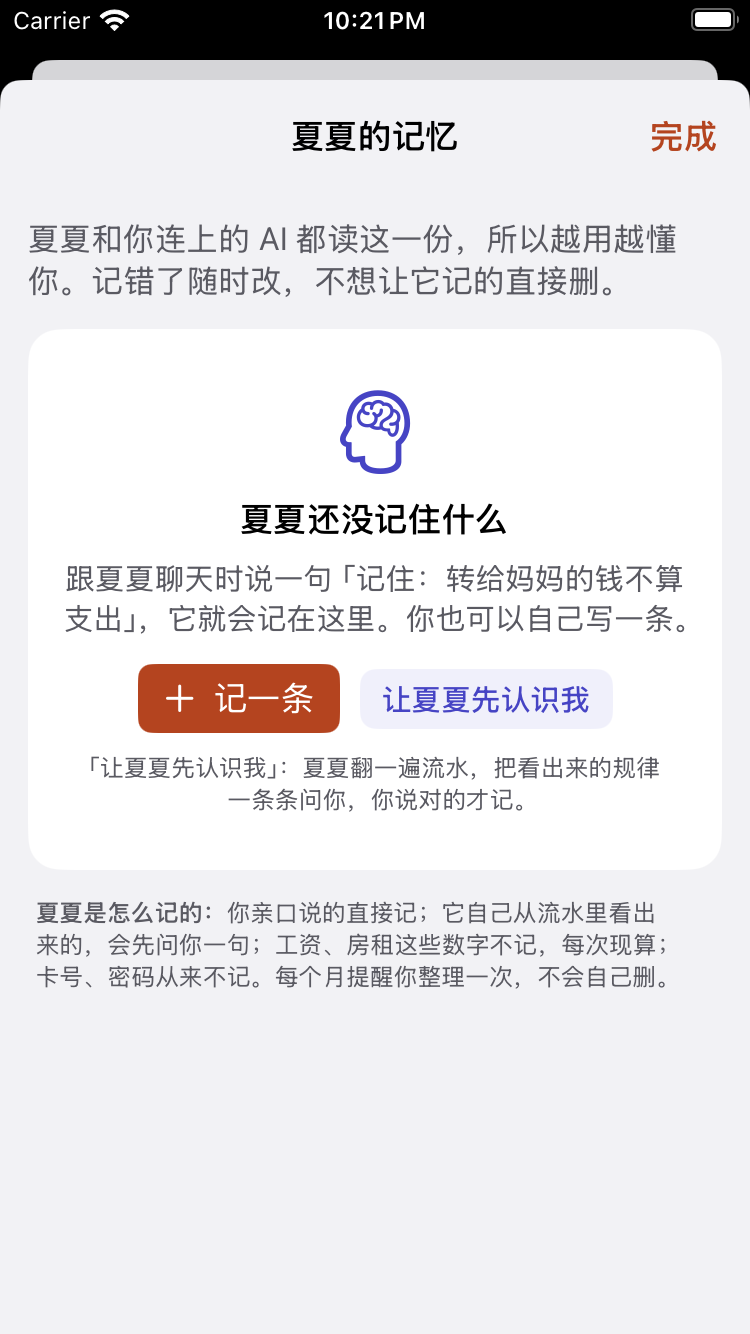 Carrier 10:21 PM
夏夏的记忆 完成
夏夏和你连上的 AI 都读这一份，所以越用越懂
你。记错了随时改，不想让它记的直接删。
夏夏还没记住什么
跟夏夏聊天时说一句「记住：转给妈妈的钱不算
支出」，它就会记在这里。你也可以自己写一条。
＋ 记一条 让夏夏先认识我
「让夏夏先认识我」：夏夏翻一遍流水，把看出来的规律
一条条问你，你说对的才记。
夏夏是怎么记的：你亲口说的直接记；它自己从流水里看出
来的，会先问你一句；工资、房租这些数字不记，每次现算；
卡号、密码从来不记。每个月提醒你整理一次，不会自己删。